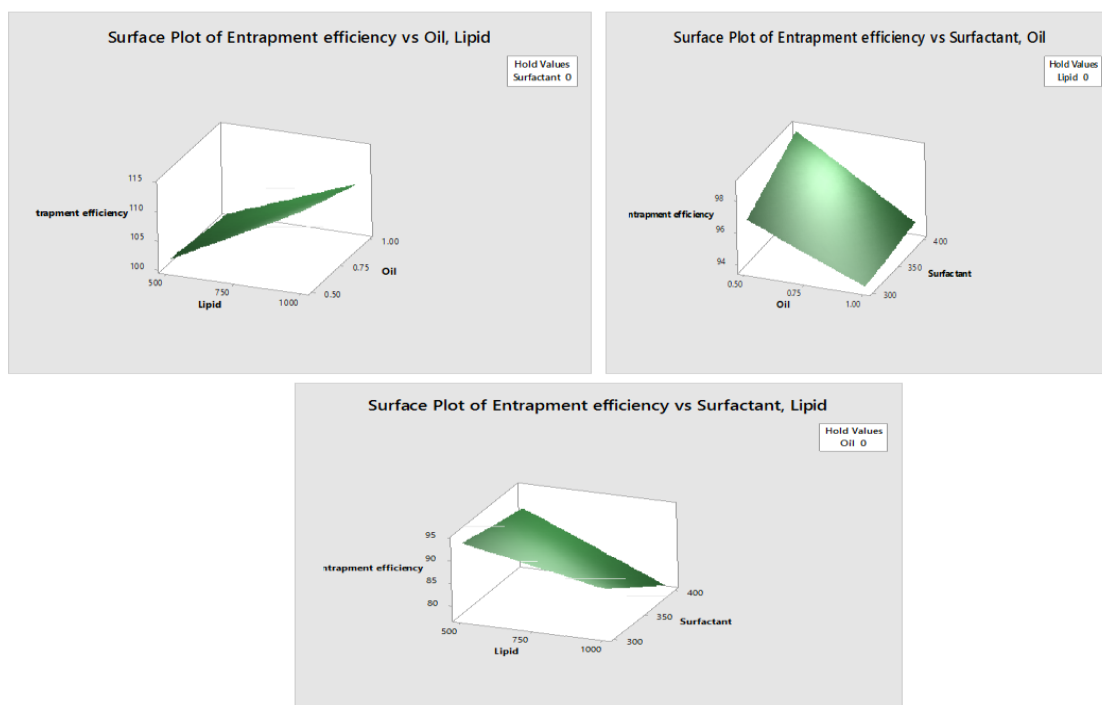 Surface Plot of Entrapment efficiency vs Oil, Lipid
Hold Values
Surfactant 0
115
110
105
100
trapment efficiency
500
750
1000
Lipid
0.50
0.75
1.00
Oil
Surface Plot of Entrapment efficiency vs Surfactant, Oil
Hold Values
Lipid 0
98
96
94
ntrapment efficiency
0.50
0.75
1.00
Oil
300
350
400
Surfactant
Surface Plot of Entrapment efficiency vs Surfactant, Lipid
Hold Values
Oil 0
95
90
85
80
ntrapment efficiency
500
750
1000
Lipid
300
350
400
Surfactant